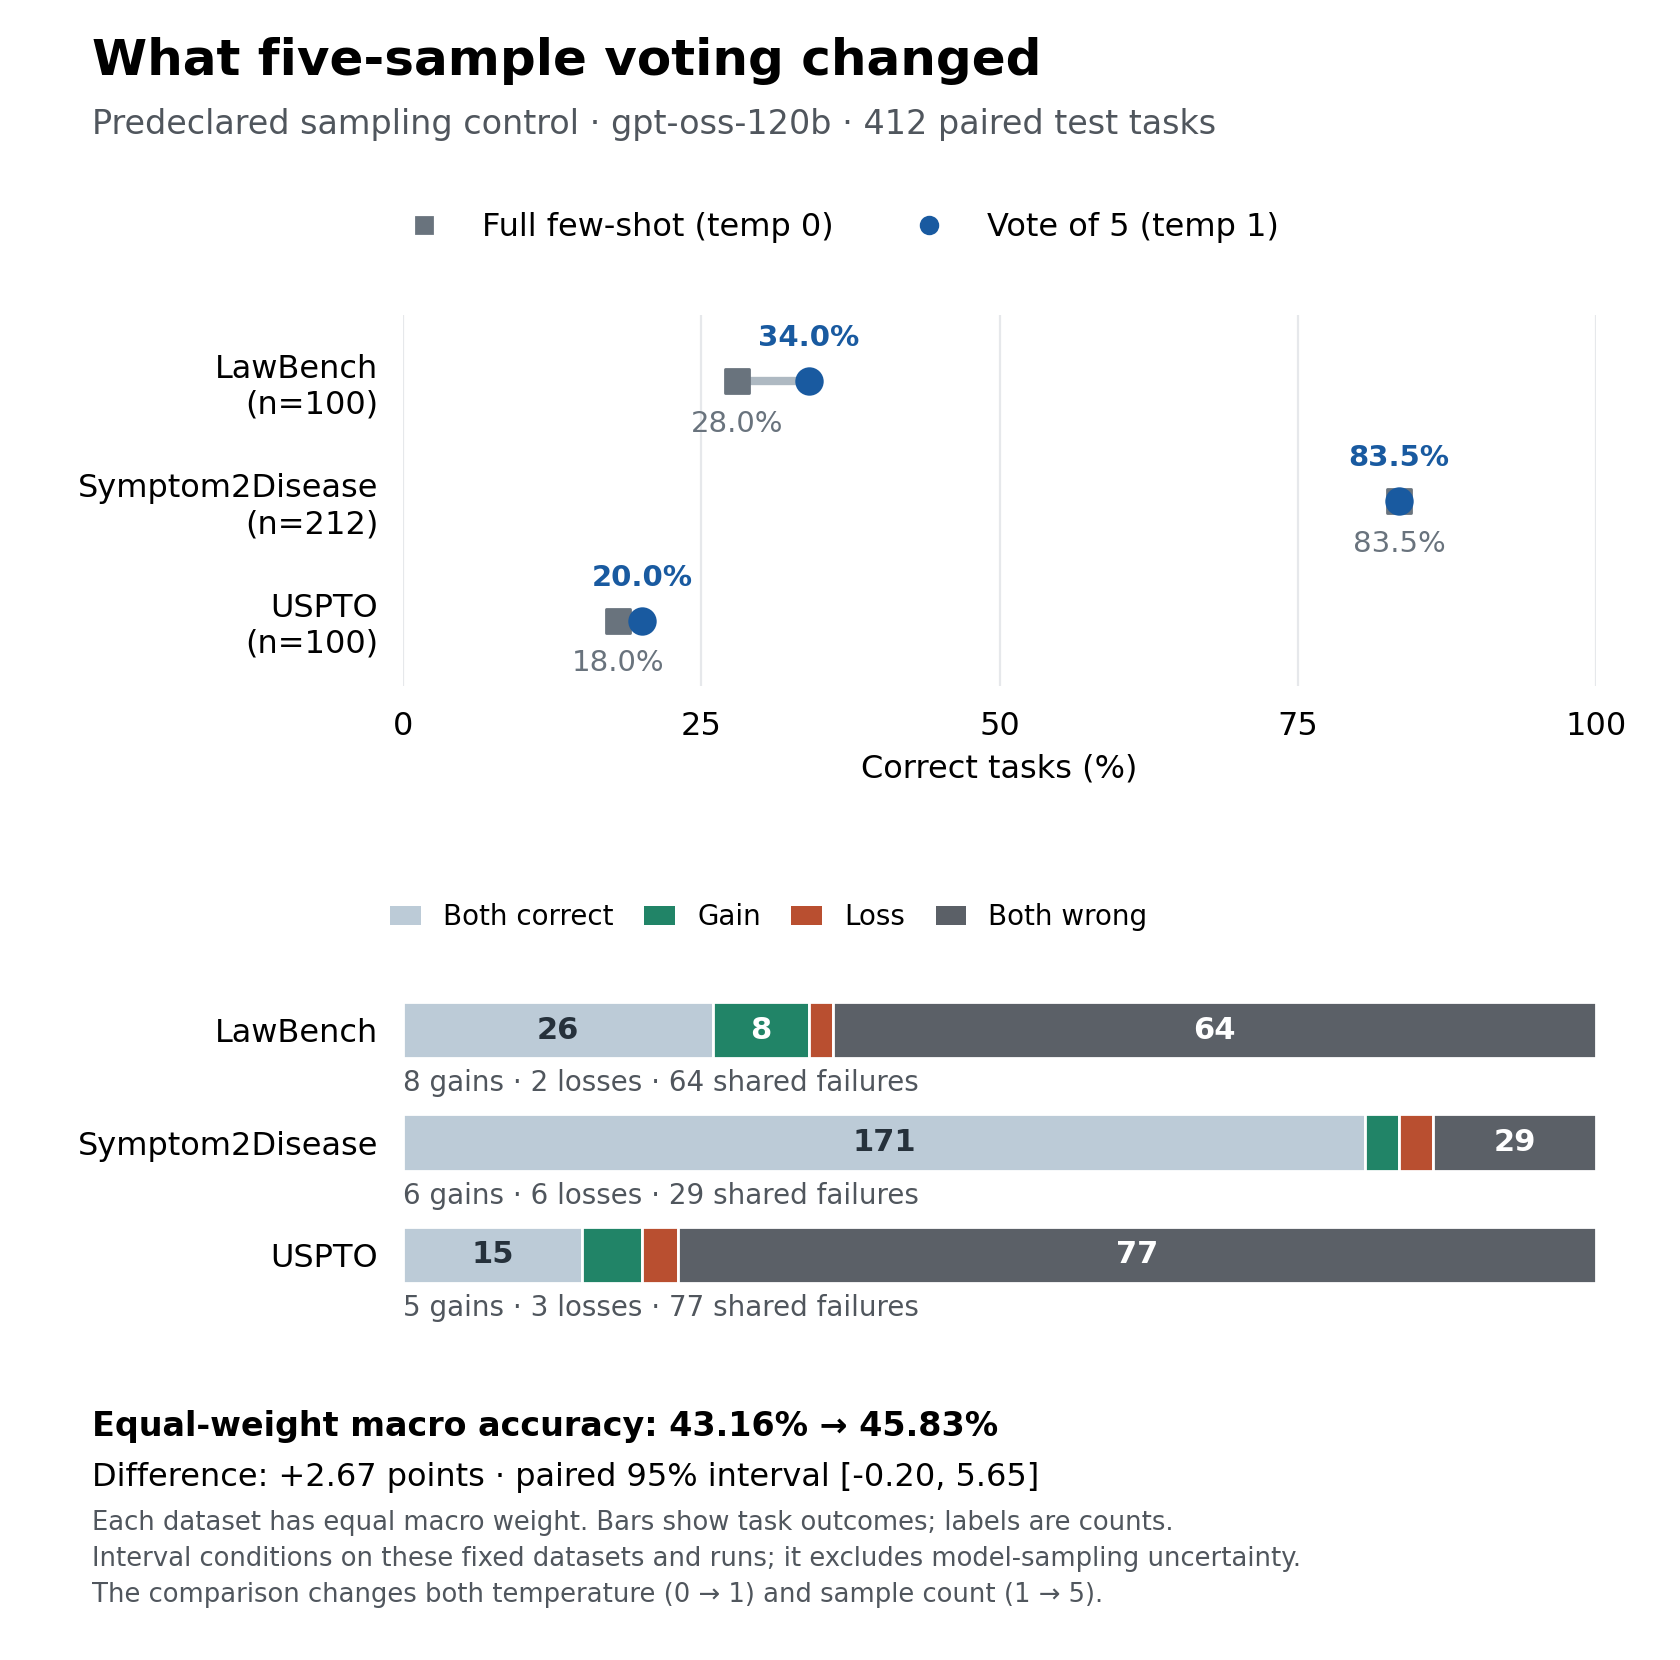 What five-sample voting changed
Predeclared sampling control · gpt-oss-120b · 412 paired test tasks
Full few-shot (temp 0)
Vote of 5 (temp 1)
LawBench
(n=100)
34.0%
28.0%
Symptom2Disease
(n=212)
83.5%
83.5%
USPTO
(n=100)
20.0%
18.0%
0 25 50 75 100
Correct tasks (%)
Both correct
Gain
Loss
Both wrong
LawBench
26 8 64
8 gains · 2 losses · 64 shared failures
Symptom2Disease
171 29
6 gains · 6 losses · 29 shared failures
USPTO
15 77
5 gains · 3 losses · 77 shared failures
Equal-weight macro accuracy: 43.16% → 45.83%
Difference: +2.67 points · paired 95% interval [-0.20, 5.65]
Each dataset has equal macro weight. Bars show task outcomes; labels are counts.
Interval conditions on these fixed datasets and runs; it excludes model-sampling uncertainty.
The comparison changes both temperature (0 → 1) and sample count (1 → 5).